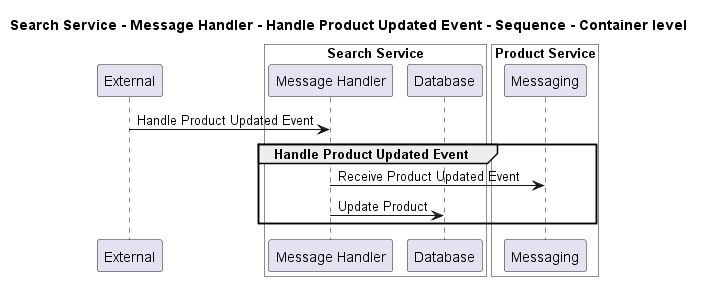 Search Service - Message Handler - Handle Product Updated Event - Sequence - Container level
Search Service
Product Service
External
Message Handler
Database
Messaging
Handle Product Updated Event
Handle Product Updated Event
Receive Product Updated Event
Update Product
External
Message Handler
Database
Messaging